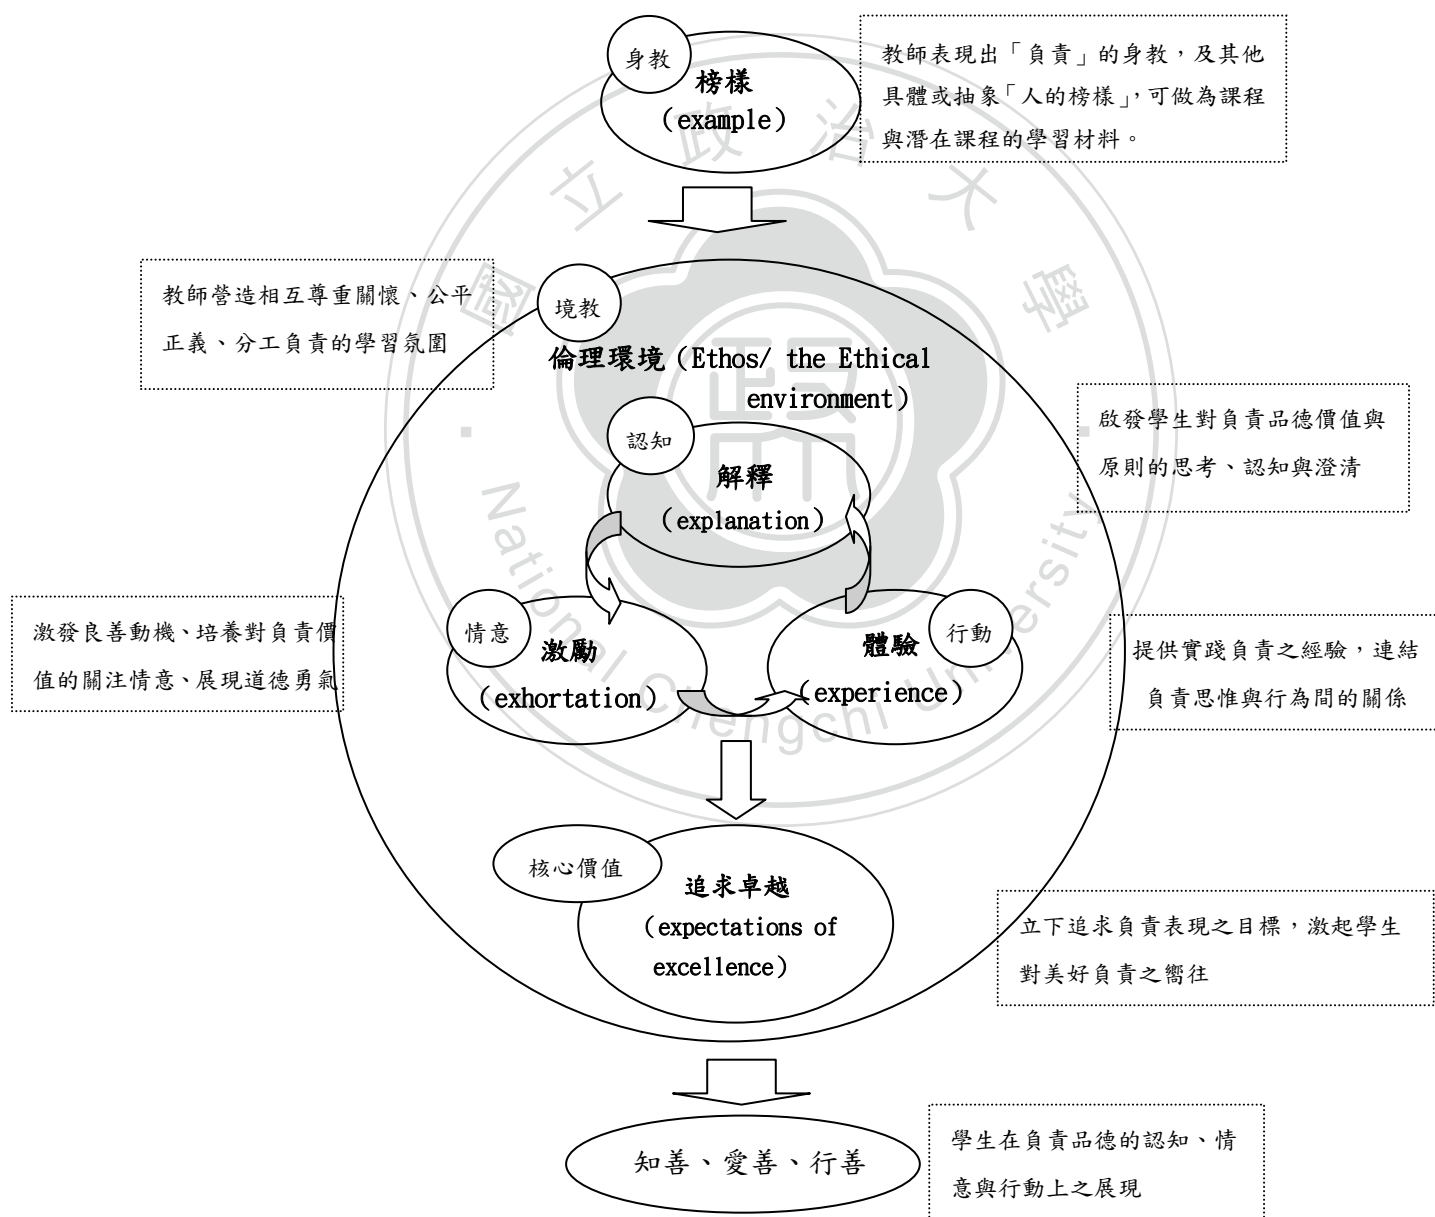 身教
榜樣
（example）
教師表現出「負責」的身教，及其他
具體或抽象「人的榜樣」，可做為課程
與潛在課程的學習材料。
國立政治大學
教師營造相互尊重關懷、公平
正義、分工負責的學習氛圍
境教
倫理環境（Ethos/ the Ethical
environment）
認知
解釋
（explanation）
啟發學生對負責品德價值與
原則的思考、認知與澄清
激發良善動機、培養對負責價
值的關注情意、展現道德勇氣
情意
激勵
（exhortation）
行動
體驗
（experience）
提供實踐負責之經驗，連結
負責思惟與行為間的關係
National Chengchi University
核心價值
追求卓越
（expectations of
excellence）
立下追求負責表現之目標，激起學生
對美好負責之嚮往
知善、愛善、行善
學生在負責品德的認知、情
意與行動上之展現